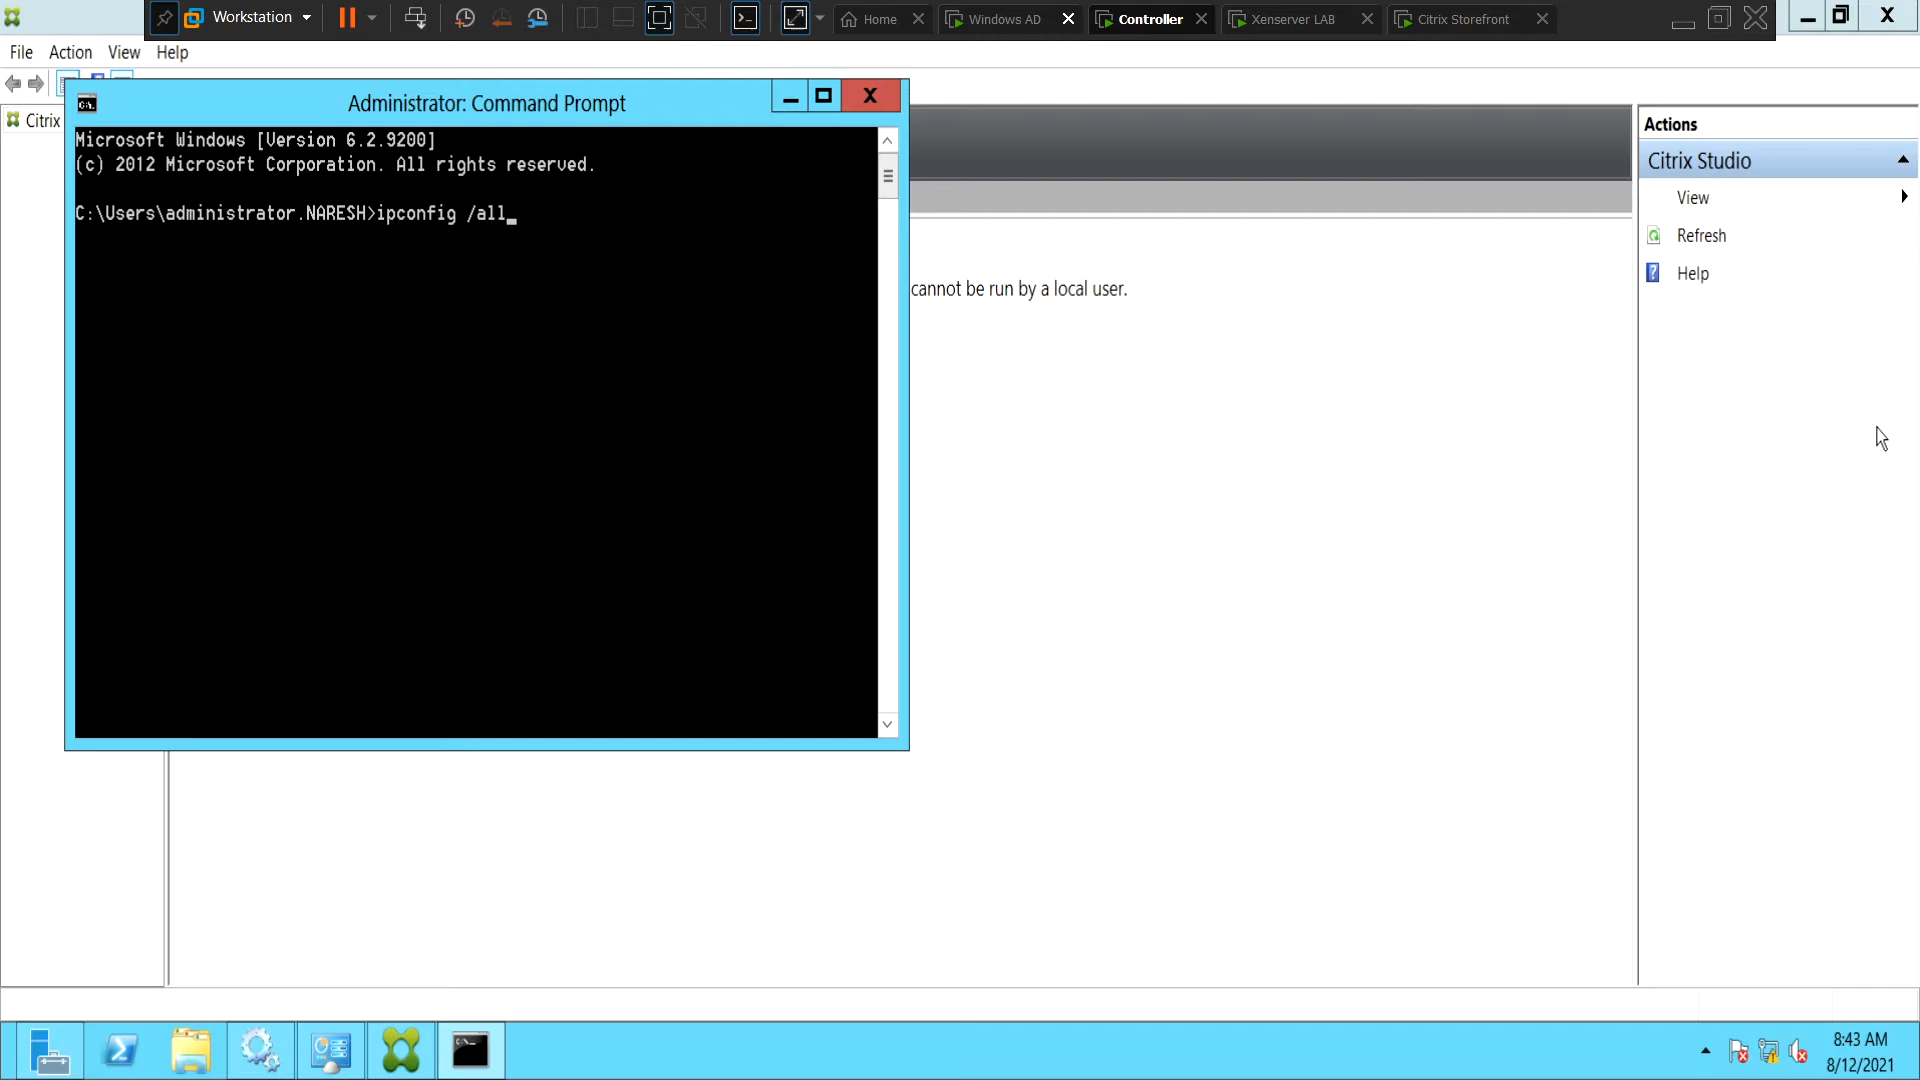 Workstation
Home
Windows AD
Controller
Xenserver LAB
Citrix Storefront
File Action View Help
Citrix
Administrator: Command Prompt
Microsoft Windows [Version 6.2.9200]
(c) 2012 Microsoft Corporation. All rights reserved.
C:\Users\administrator.NARESH>ipconfig /all
cannot be run by a local user.
Actions
Citrix Studio
View
Refresh
Help
8:43 AM
8/12/2021